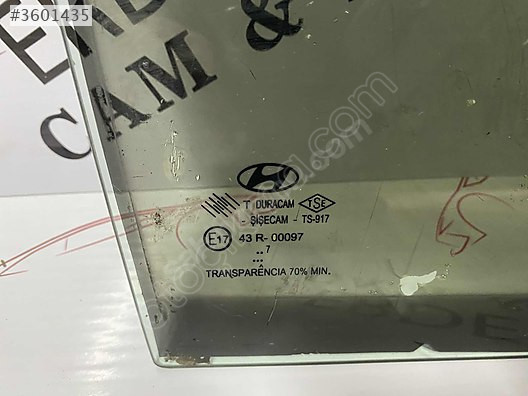 #3601435
CAM &
T DURACAM TSE
- ŞİŞECAM - TS-917
E17 43 R- 00097
.. 7
...
TRANSPARÊNCIA 70% MIN.